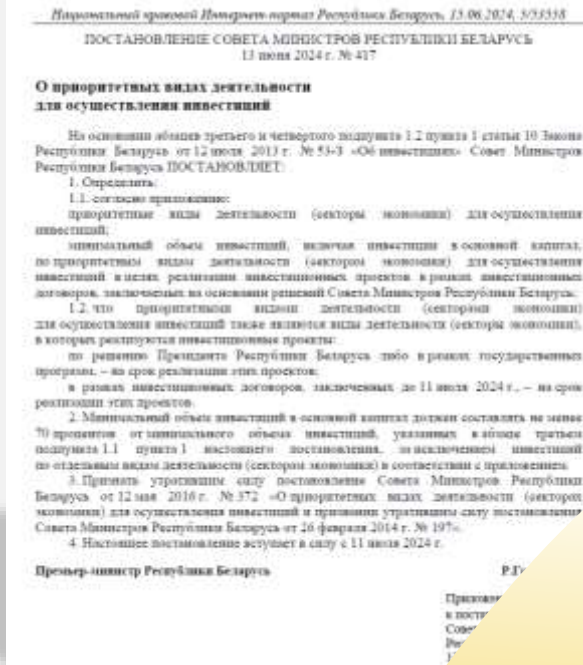 Национальный правовой Интернет-портал Республики Беларусь, 15.06.2024, 5/53358
ПОСТАНОВЛЕНИЕ СОВЕТА МИНИСТРОВ РЕСПУБЛИКИ БЕЛАРУСЬ
13 июня 2024 г. № 417
О приоритетных видах деятельности
для осуществления инвестиций
На основании абзацев третьего и четвертого подпункта 1.2 пункта 1 статьи 10 Закона
Республики Беларусь от 12 июля 2013 г. № 53-З «Об инвестициях» Совет Министров
Республики Беларусь ПОСТАНОВЛЯЕТ:
1. Определить:
1.1. согласно приложению:
приоритетные виды деятельности (секторы экономики) для осуществления
инвестиций;
минимальный объем инвестиций, включая инвестиции в основной капитал,
по приоритетным видам деятельности (секторам экономики) для осуществления
инвестиций в целях реализации инвестиционных проектов в рамках инвестиционных
договоров, заключаемых на основании решений Совета Министров Республики Беларусь;
1.2. что приоритетными видами деятельности (секторами экономики)
для осуществления инвестиций также являются виды деятельности (секторы экономики),
в которых реализуются инвестиционные проекты:
по решению Президента Республики Беларусь либо в рамках государственных
программ, – на срок реализации этих проектов;
в рамках инвестиционных договоров, заключенных до 11 июля 2024 г., – на срок
реализации этих проектов.
2. Минимальный объем инвестиций в основной капитал должен составлять не менее
70 процентов от минимального объема инвестиций, указанных в абзаце третьем
подпункта 1.1 пункта 1 настоящего постановления, за исключением инвестиций
по отдельным видам деятельности (секторам экономики) в соответствии с приложением.
3. Признать утратившим силу постановление Совета Министров Республики
Беларусь от 12 мая 2016 г. № 372 «О приоритетных видах деятельности (секторах
экономики) для осуществления инвестиций и признании утратившим силу постановления
Совета Министров Республики Беларусь от 26 февраля 2014 г. № 197».
4. Настоящее постановление вступает в силу с 11 июля 2024 г.
Премьер-министр Республики Беларусь